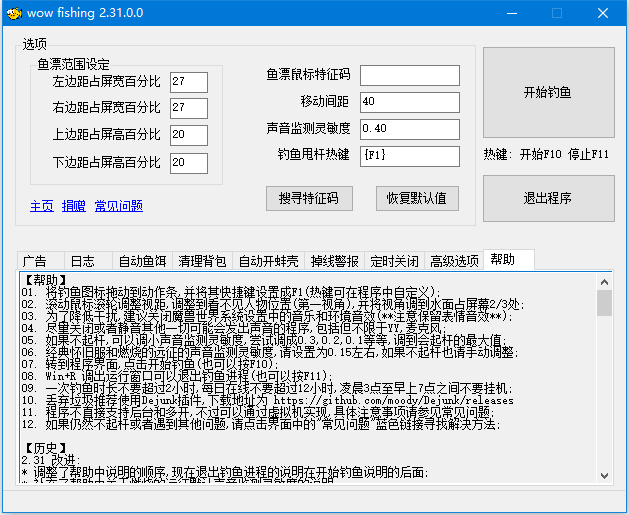 wow fishing 2.31.0.0
选项
鱼漂范围设定
左边距占屏宽百分比 27
右边距占屏宽百分比 27
上边距占屏高百分比 20
下边距占屏高百分比 20
鱼漂鼠标特征码
移动间距 40
声音监测灵敏度 0.40
钓鱼甩杆热键 {F1}
开始钓鱼
热键: 开始F10 停止F11
主页 捐赠 常见问题
搜寻特征码 恢复默认值
退出程序
广告 日志 自动鱼饵 清理背包 自动开蚌壳 掉线警报 定时关闭 高级选项 帮助
【帮助】
01. 将钓鱼图标拖动到动作条,并将其快捷键设置成F1(热键可在程序中自定义);
02. 滚动鼠标滚轮调整视距,调整到看不见人物位置(第一视角),并将视角调到水面占屏幕2/3处;
03. 为了降低干扰,建议关闭魔兽世界系统设置中的音乐和环境音效(**注意保留表情音效**);
04. 尽量关闭或者静音其他一切可能会发出声音的程序,包括但不限于YY,麦克风;
05. 如果不起杆,可以调小声音监测灵敏度,尝试调成0.3,0.2,0.1等等,调到会起杆的最大值;
06. 经典怀旧服和燃烧的远征的声音监测灵敏度,请设置为0.15左右,如果不起杆也请手动调整;
07. 转到程序界面,点击开始钓鱼(也可以按F10);
08. Win+R 调出运行窗口可以退出钓鱼进程(也可以按F11);
09. 一次钓鱼时长不要超过2小时,每日在线不要超过12小时,凌晨3点至早上7点之间不要挂机;
10. 丢弃垃圾推荐使用Dejunk插件,下载地址为 https://github.com/moody/Dejunk/releases
11. 程序不直接支持后台和多开,不过可以通过虚拟机实现,具体注意事项请参见常见问题;
12. 如果仍然不起杆或者遇到其他问题,请点击界面中的"常见问题"蓝色链接寻找解决方法;
【历史】
2.31 改进:
* 调整了帮助中说明的顺序,现在退出钓鱼进程的说明在开始钓鱼说明的后面;